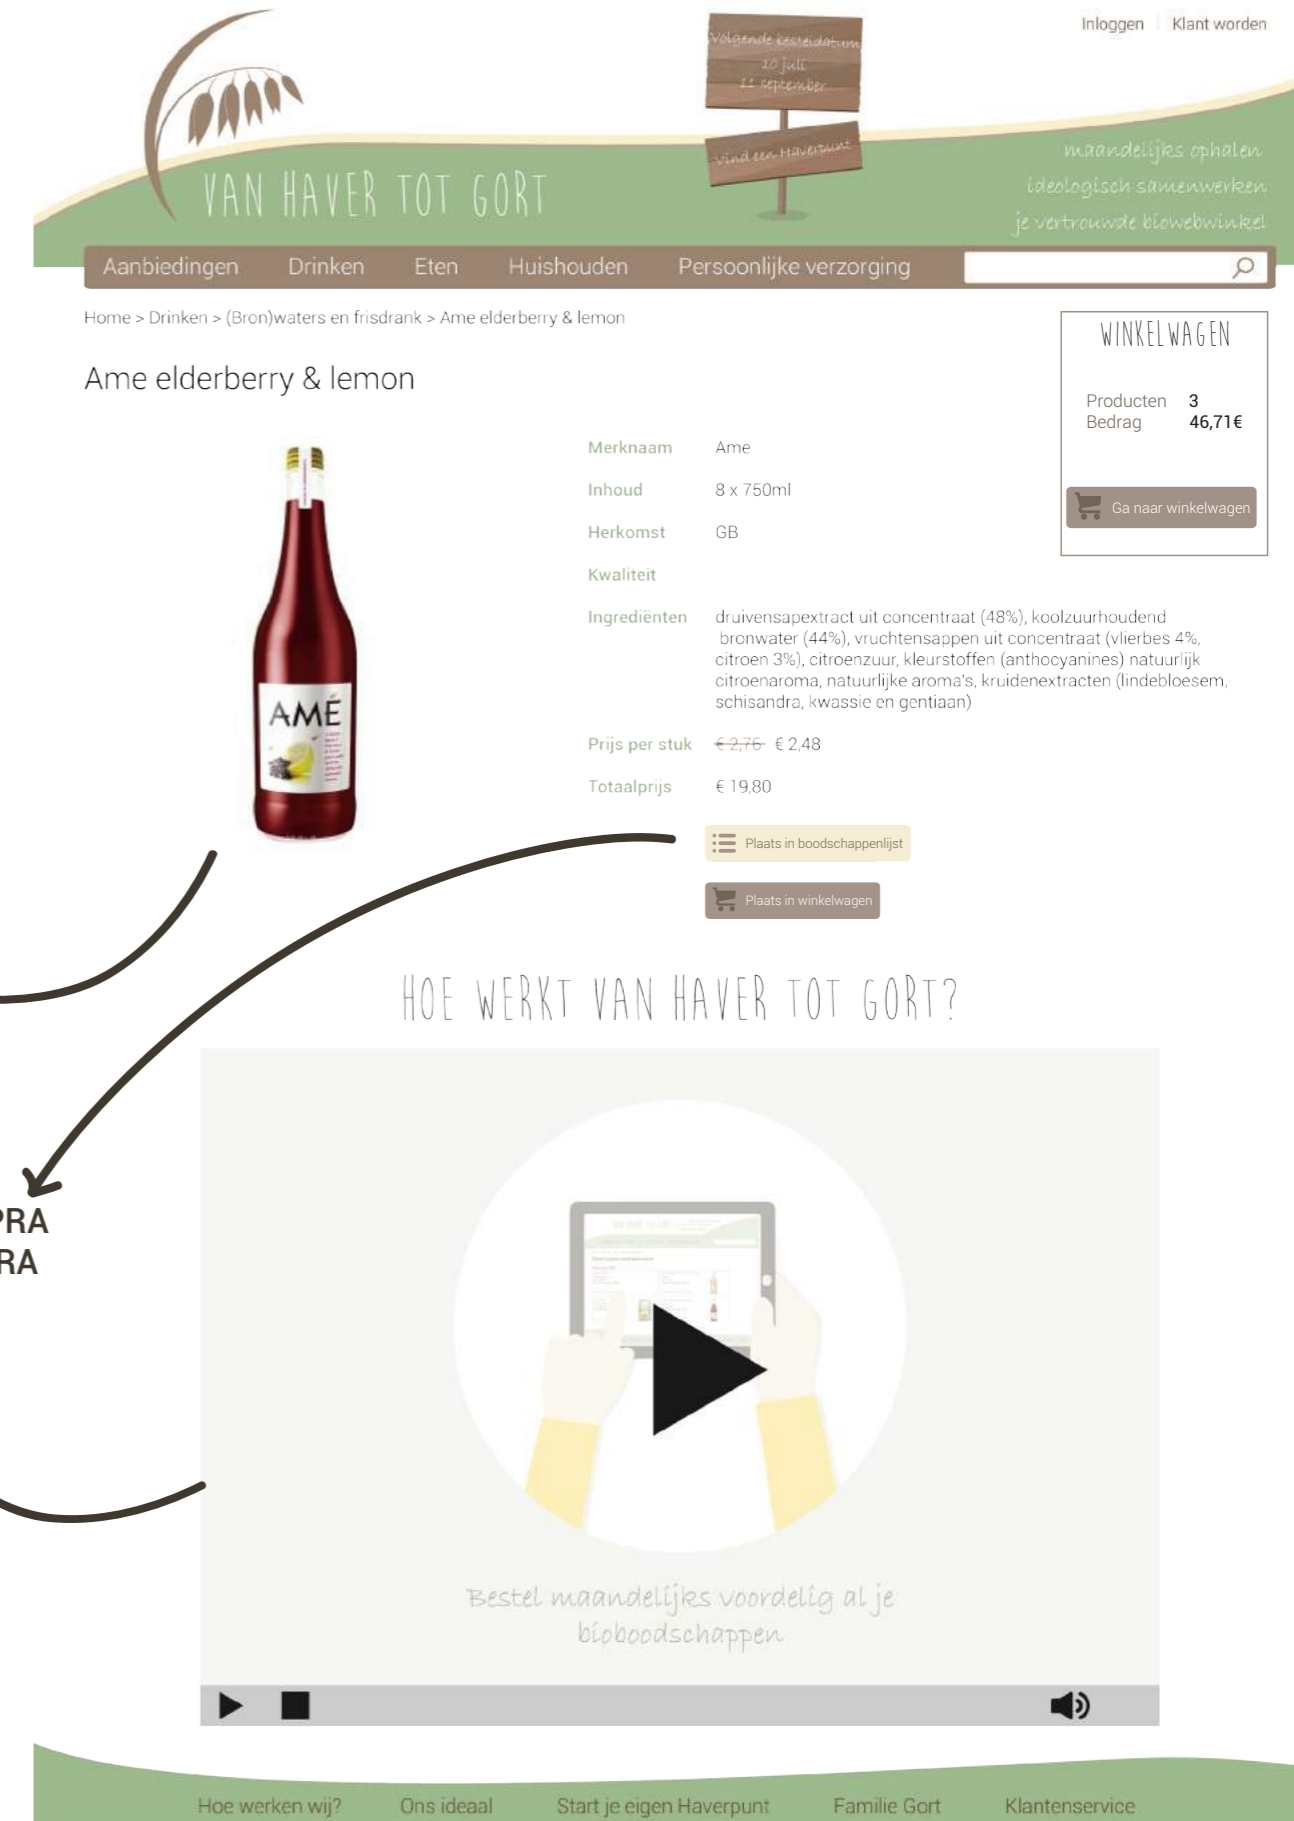 Inloggen
Klant worden
Volgende besteldatum
10 juli
11 september
Vind een Haverpunt
maandelijks ophalen
ideologisch samenwerken
je vertrouwde biowebwinkel
VAN HAVER TOT GORT
Aanbiedingen
Drinken
Eten
Huishouden
Persoonlijke verzorging
Home > Drinken > (Bron)waters en frisdrank > Ame elderberry & lemon
WINKELWAGEN
Producten 3
Bedrag 46,71€
Ga naar winkelwagen
Ame elderberry & lemon
AMÉ
Merknaam Ame
Inhoud 8 x 750ml
Herkomst GB
Kwaliteit
Ingrediënten druivensapextract uit concentraat (48%), koolzuurhoudend
bronwater (44%), vruchtensappen uit concentraat (vlierbes 4%,
citroen 3%), citroenzuur, kleurstoffen (anthocyanines) natuurlijk
citroenaroma, natuurlijke aroma's, kruidenextracten (lindebloesem,
schisandra, kwassie en gentiaan)
Prijs per stuk € 2,76 € 2,48
Totaalprijs € 19,80
Plaats in boodschappenlijst
Plaats in winkelwagen
HOE WERKT VAN HAVER TOT GORT?
PRA
RA
Bestel maandelijks voordelig al je
bioboodschappen
Hoe werken wij?
Ons ideaal
Start je eigen Haverpunt
Familie Gort
Klantenservice